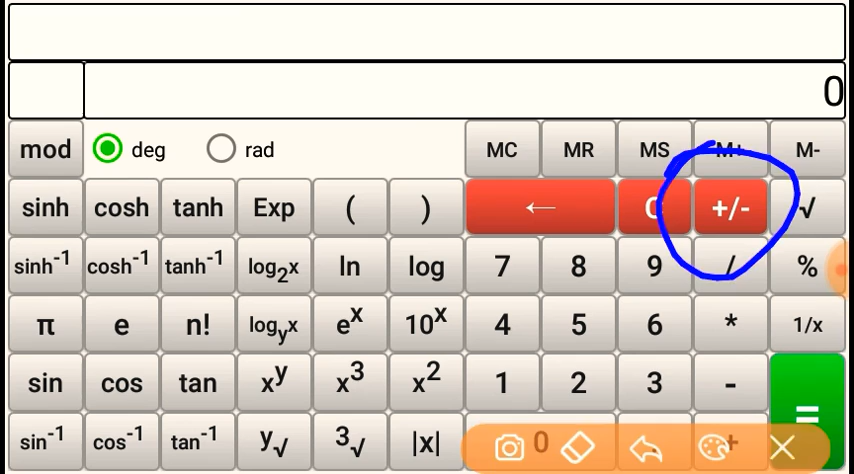 0
mod deg rad MC MR MS M+ M-
sinh cosh tanh Exp ( ) ← C +/- √
sinh-1 cosh-1 tanh-1 log2x ln log 7 8 9 / %
π e n! logyx ex 10x 4 5 6 * 1/x
sin cos tan xy x3 x2 1 2 3 - =
sin-1 cos-1 tan-1 y√ 3√ |x| 0 +